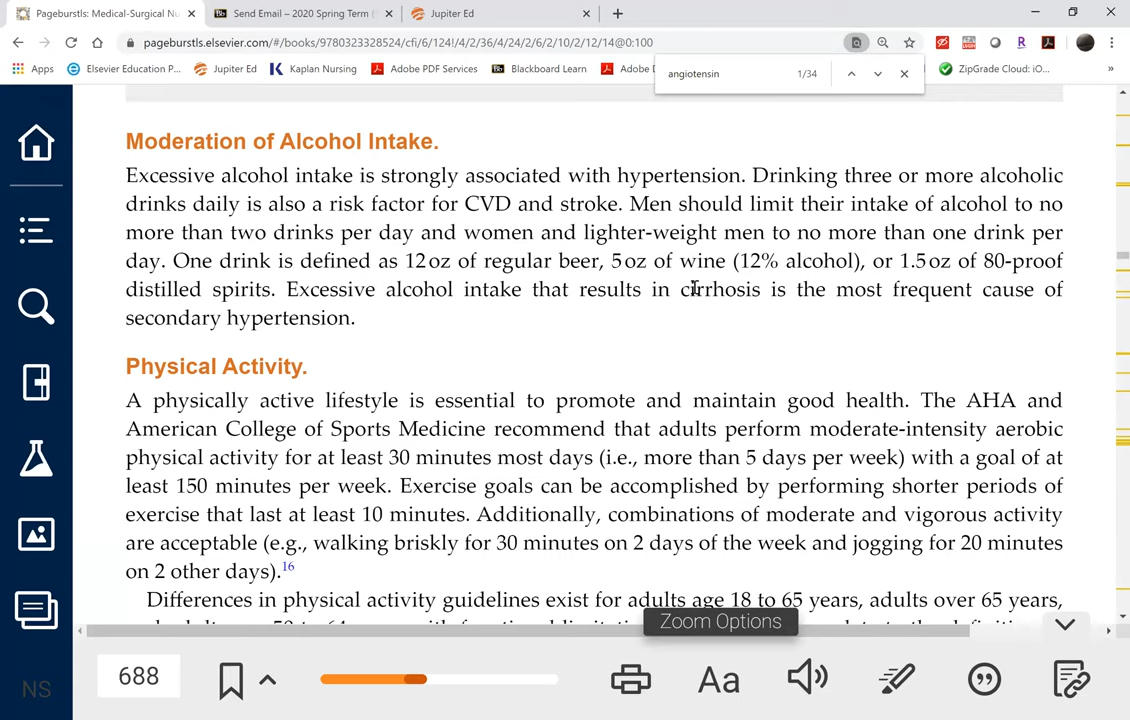 Pageburstls: Medical-Surgical Nu
Send Email – 2020 Spring Term (
Jupiter Ed
pageburstls.elsevier.com/#/books/9780323328524/cfi/6/124!/4/2/36/4/24/2/6/2/10/2/12/14@0:100
Apps
Elsevier Education P...
Jupiter Ed
Kaplan Nursing
Adobe PDF Services
Blackboard Learn
Adobe D
ZipGrade Cloud: iO...
»
angiotensin
1/34
Moderation of Alcohol Intake.
Excessive alcohol intake is strongly associated with hypertension. Drinking three or more alcoholic
drinks daily is also a risk factor for CVD and stroke. Men should limit their intake of alcohol to no
more than two drinks per day and women and lighter-weight men to no more than one drink per
day. One drink is defined as 12 oz of regular beer, 5 oz of wine (12% alcohol), or 1.5 oz of 80-proof
distilled spirits. Excessive alcohol intake that results in cirrhosis is the most frequent cause of
secondary hypertension.
Physical Activity.
A physically active lifestyle is essential to promote and maintain good health. The AHA and
American College of Sports Medicine recommend that adults perform moderate-intensity aerobic
physical activity for at least 30 minutes most days (i.e., more than 5 days per week) with a goal of at
least 150 minutes per week. Exercise goals can be accomplished by performing shorter periods of
exercise that last at least 10 minutes. Additionally, combinations of moderate and vigorous activity
are acceptable (e.g., walking briskly for 30 minutes on 2 days of the week and jogging for 20 minutes
on 2 other days).16
Differences in physical activity guidelines exist for adults age 18 to 65 years, adults over 65 years,
Zoom Options
NS
688
Aa